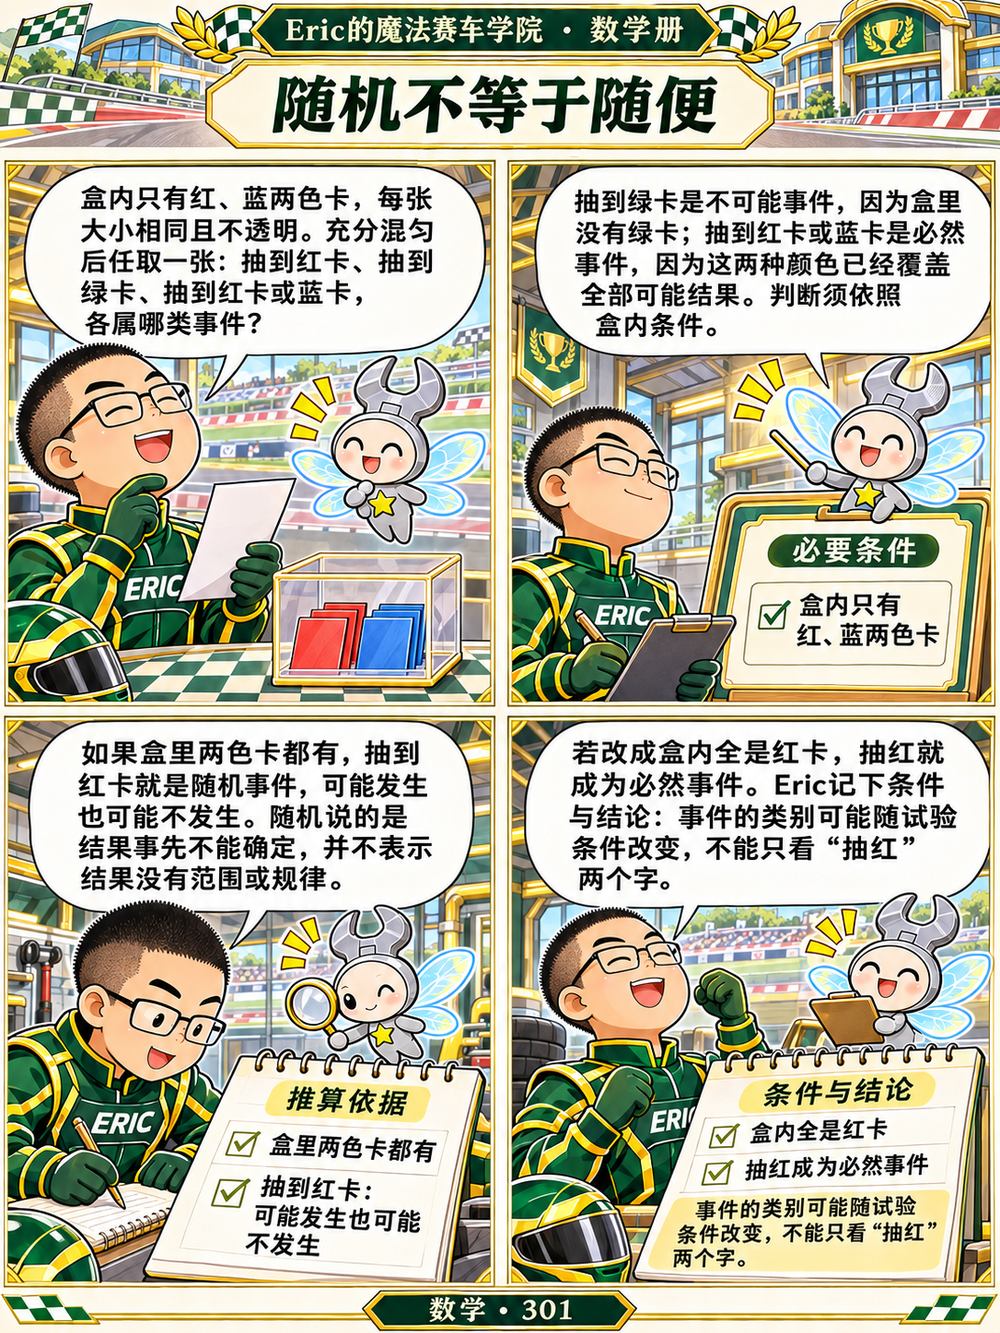 Eric的魔法赛车学院 · 数学册
随机不等于随便
盒内只有红、蓝两色卡，每张
大小相同且不透明。充分混匀
后任取一张：抽到红卡、抽到
绿卡、抽到红卡或蓝卡，
各属哪类事件？
ERIC
抽到绿卡是不可能事件，因为盒里
没有绿卡；抽到红卡或蓝卡是必然
事件，因为这两种颜色已经覆盖
全部可能结果。判断须依照
盒内条件。
ERIC
必要条件
盒内只有
红、蓝两色卡
如果盒里两色卡都有，抽到
红卡就是随机事件，可能发生
也可能不发生。随机说的是
结果事先不能确定，并不表示
结果没有范围或规律。
ERIC
推算依据
盒里两色卡都有
抽到红卡：
可能发生也可能
不发生
若改成盒内全是红卡，抽红就
成为必然事件。Eric记下条件
与结论：事件的类别可能随试验
条件改变，不能只看“抽红”
两个字。
ERIC
条件与结论
盒内全是红卡
抽红成为必然事件
事件的类别可能随试验
条件改变，不能只看“抽红”
两个字。
数学 · 301